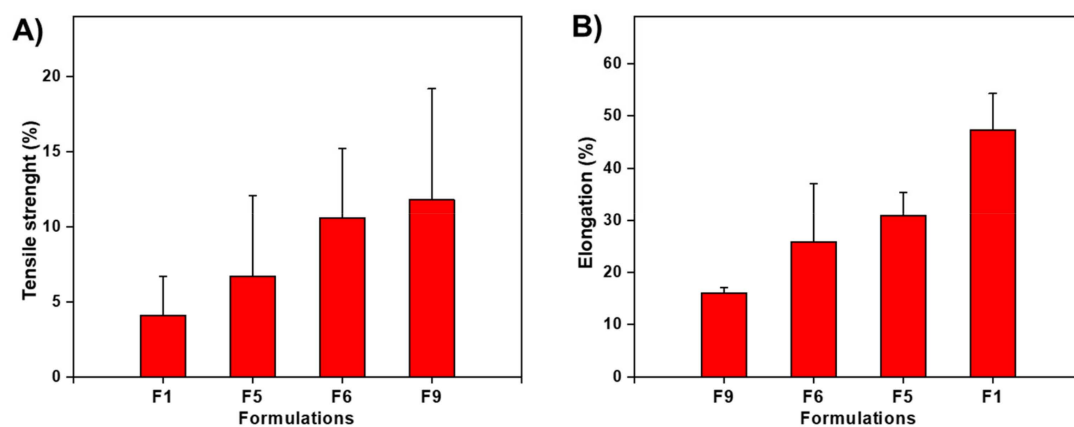 A)
Tensile strenght (%)
20
15
10
5
0
F1 F5 F6 F9
Formulations
B)
Elongation (%)
60
50
40
30
20
10
0
F9 F6 F5 F1
Formulations